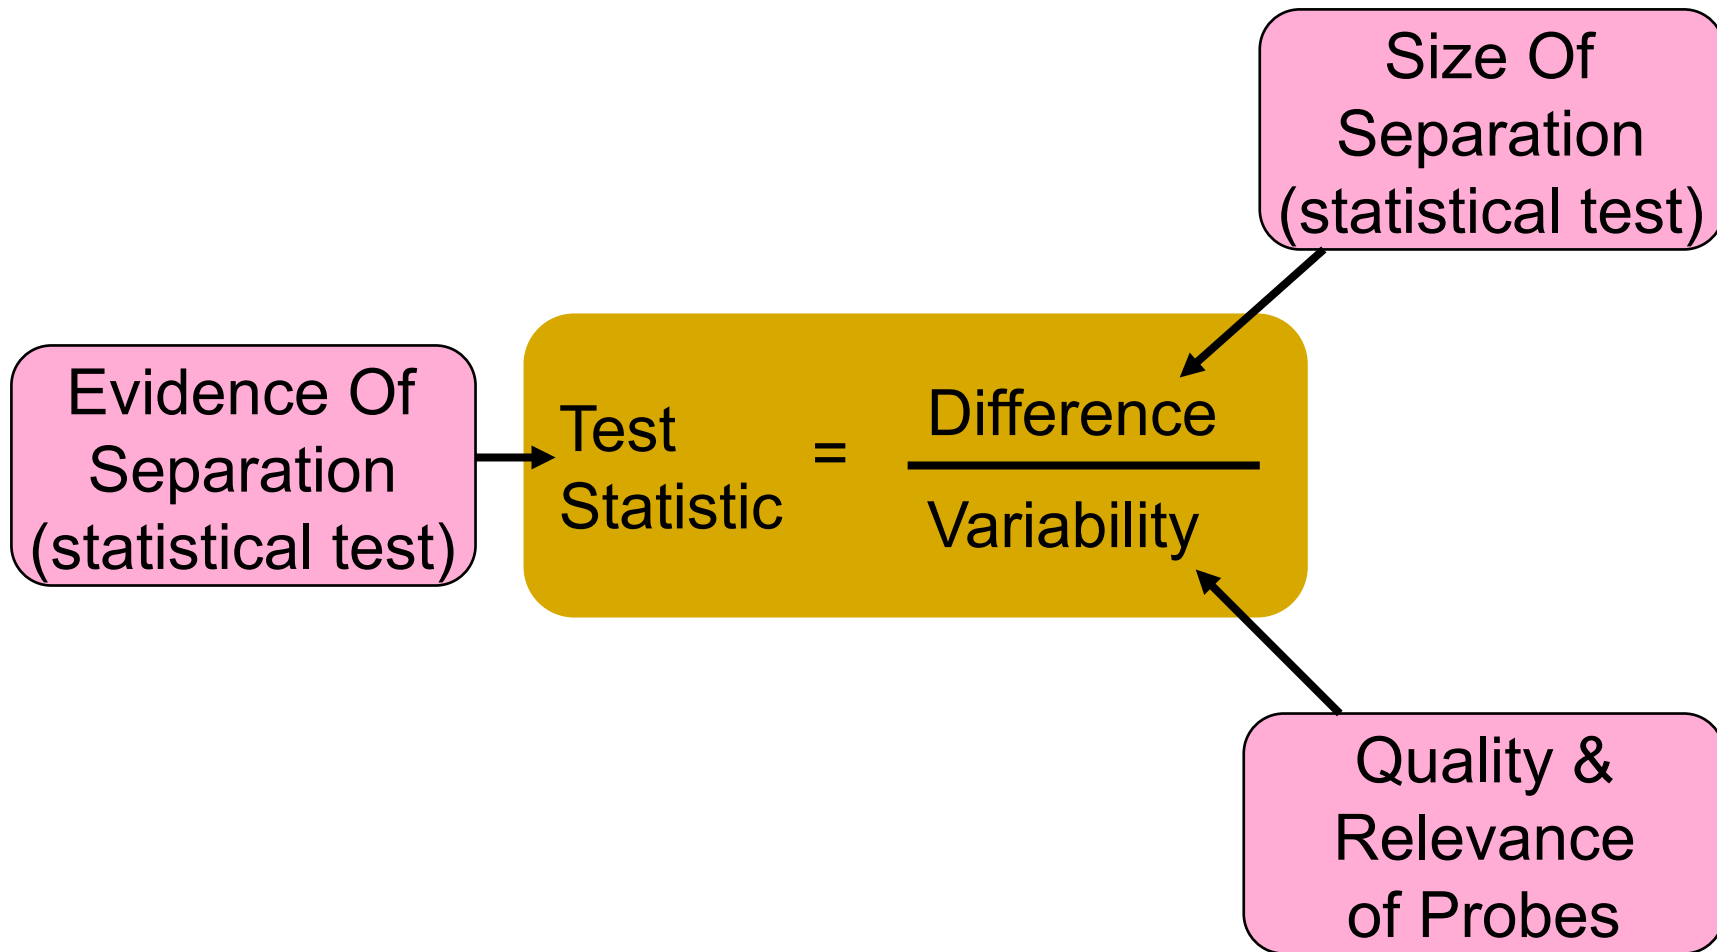 Size Of
Separation
(statistical test)
Evidence Of
Separation
(statistical test)
Test
Statistic
=
Difference
Variability
Quality &
Relevance
of Probes